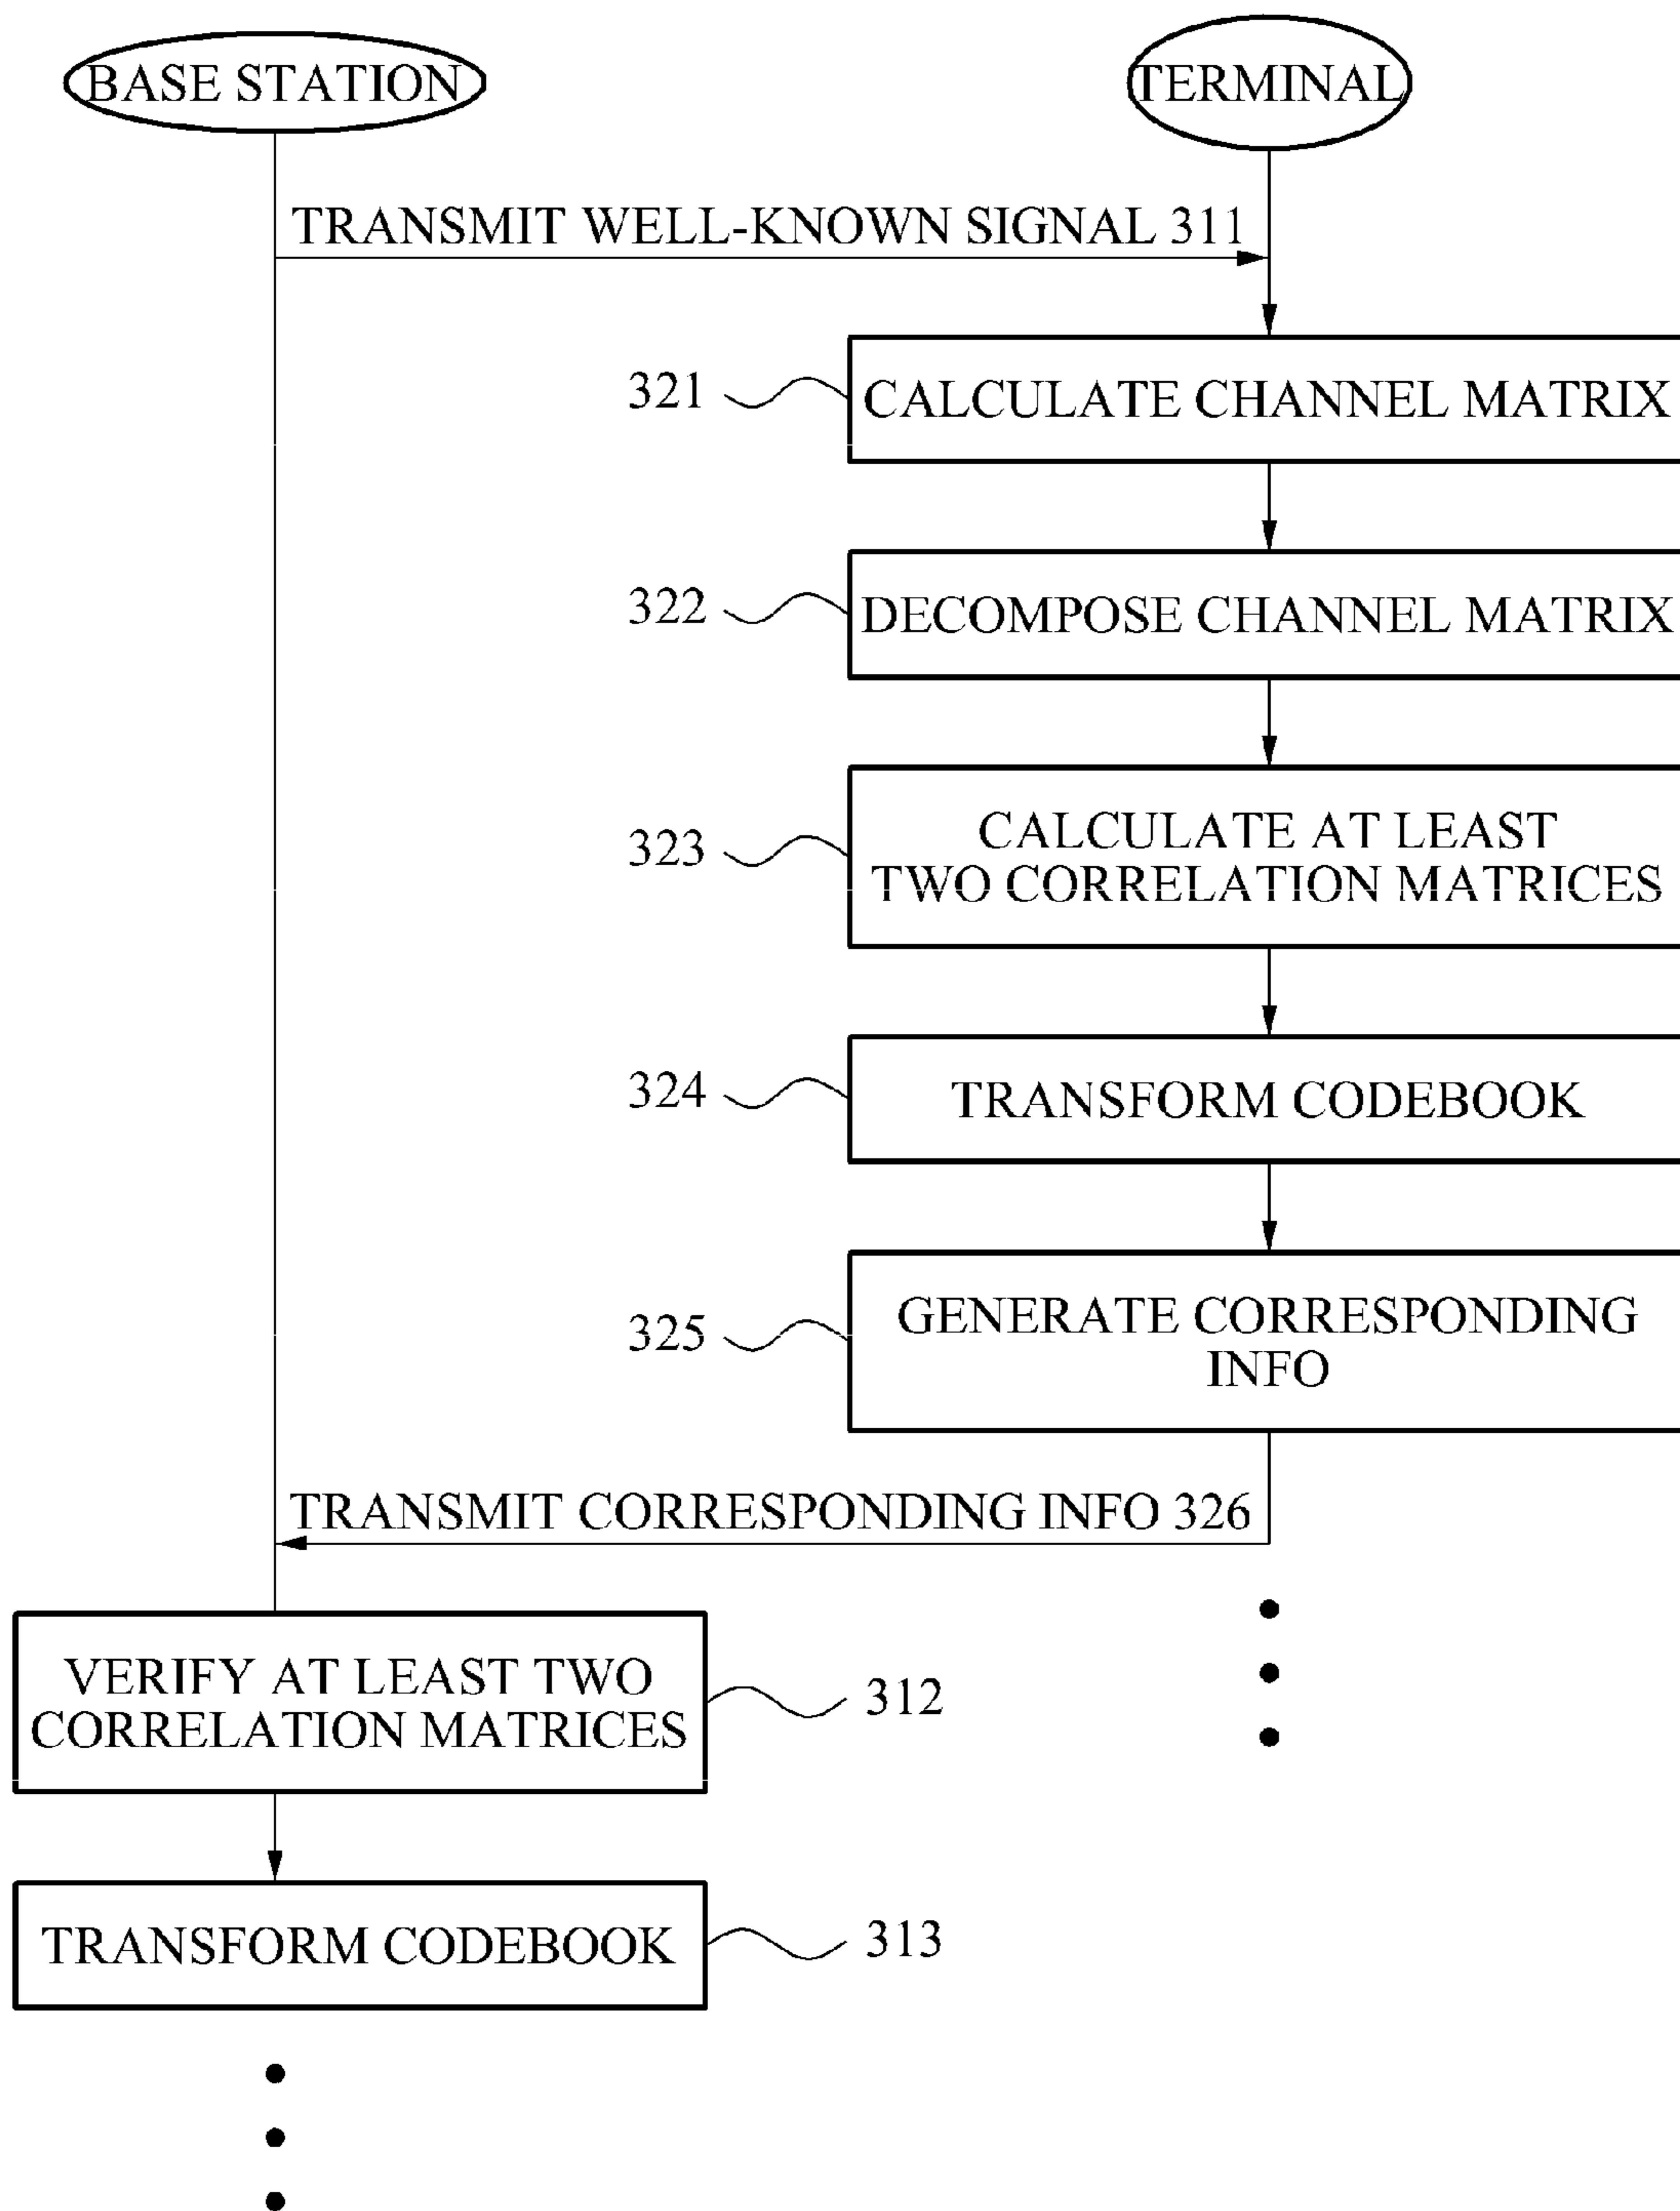 BASE STATION
TERMINAL
TRANSMIT WELL-KNOWN SIGNAL 311
321
CALCULATE CHANNEL MATRIX
322
DECOMPOSE CHANNEL MATRIX
323
CALCULATE AT LEAST
TWO CORRELATION MATRICES
324
TRANSFORM CODEBOOK
325
GENERATE CORRESPONDING
INFO
TRANSMIT CORRESPONDING INFO 326
VERIFY AT LEAST TWO
CORRELATION MATRICES
312
TRANSFORM CODEBOOK
313